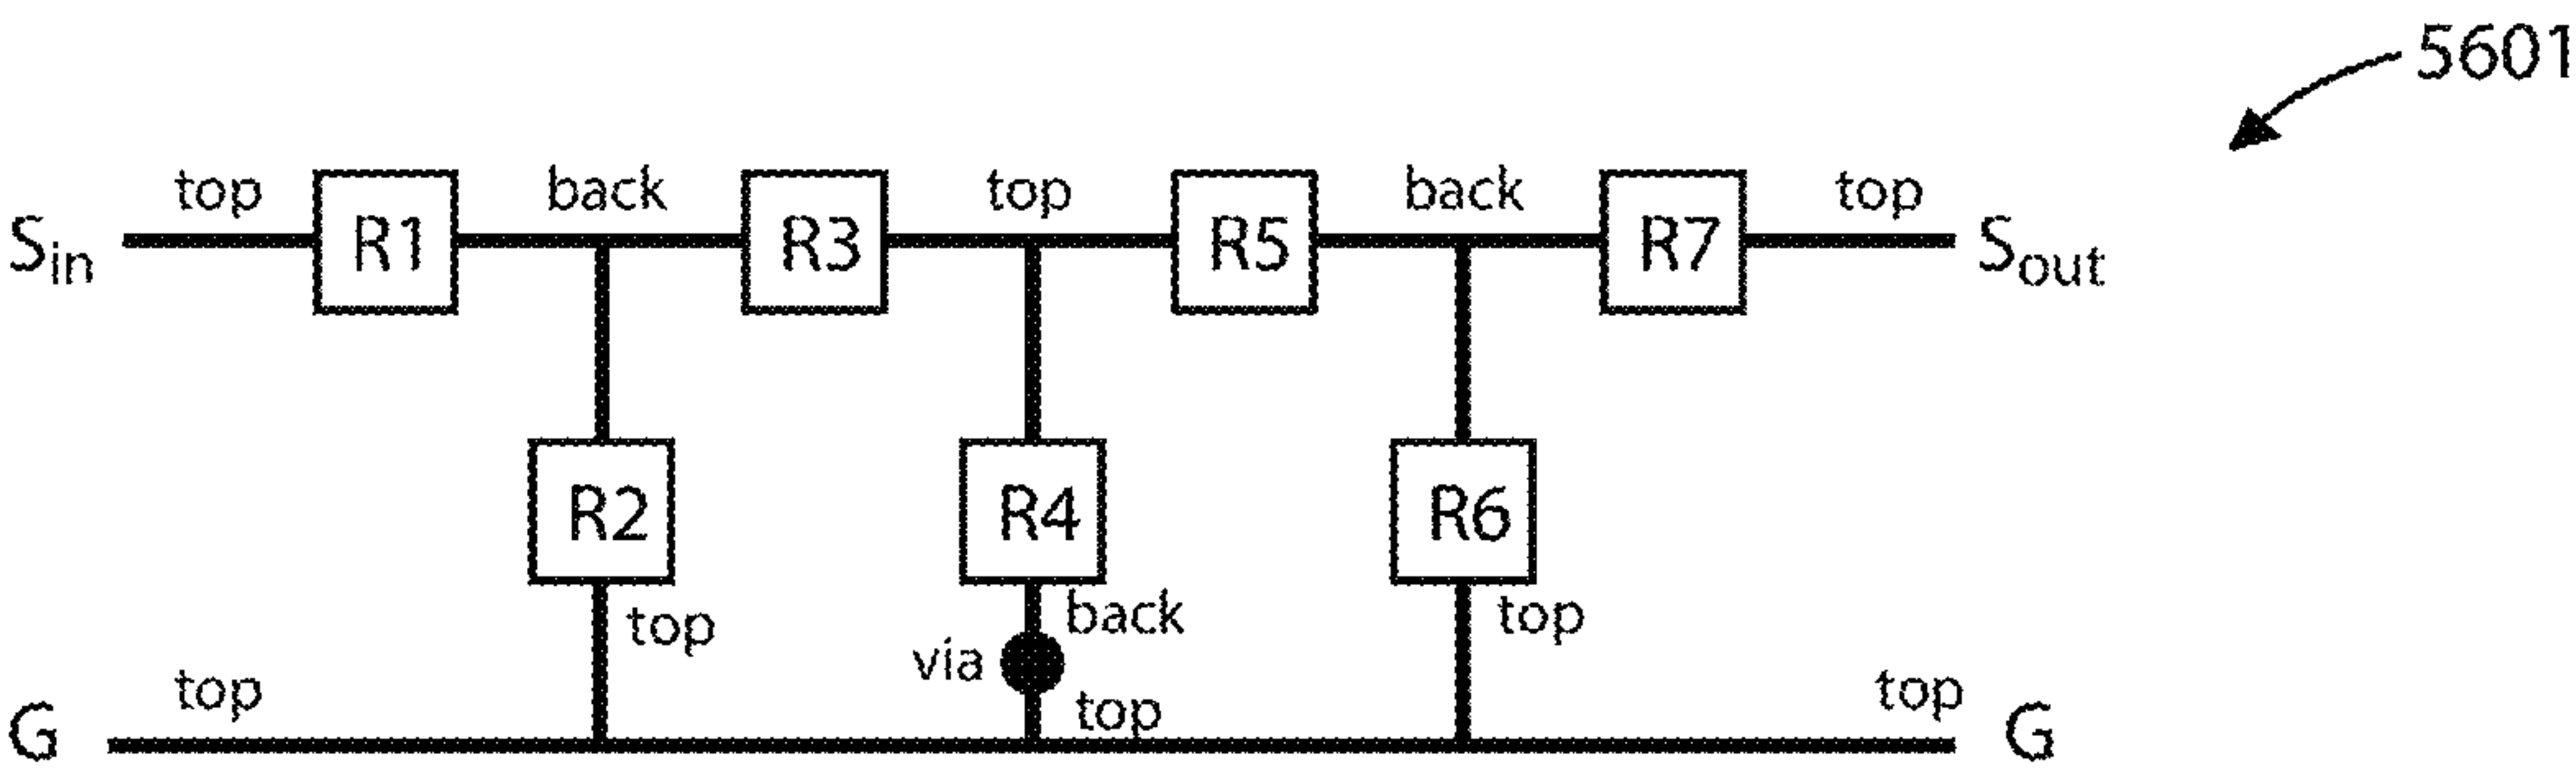 5601
top back top back top
S_in R1 R3 R5 R7 S_out
R2 R4 R6
top back top
via
top top top
G G